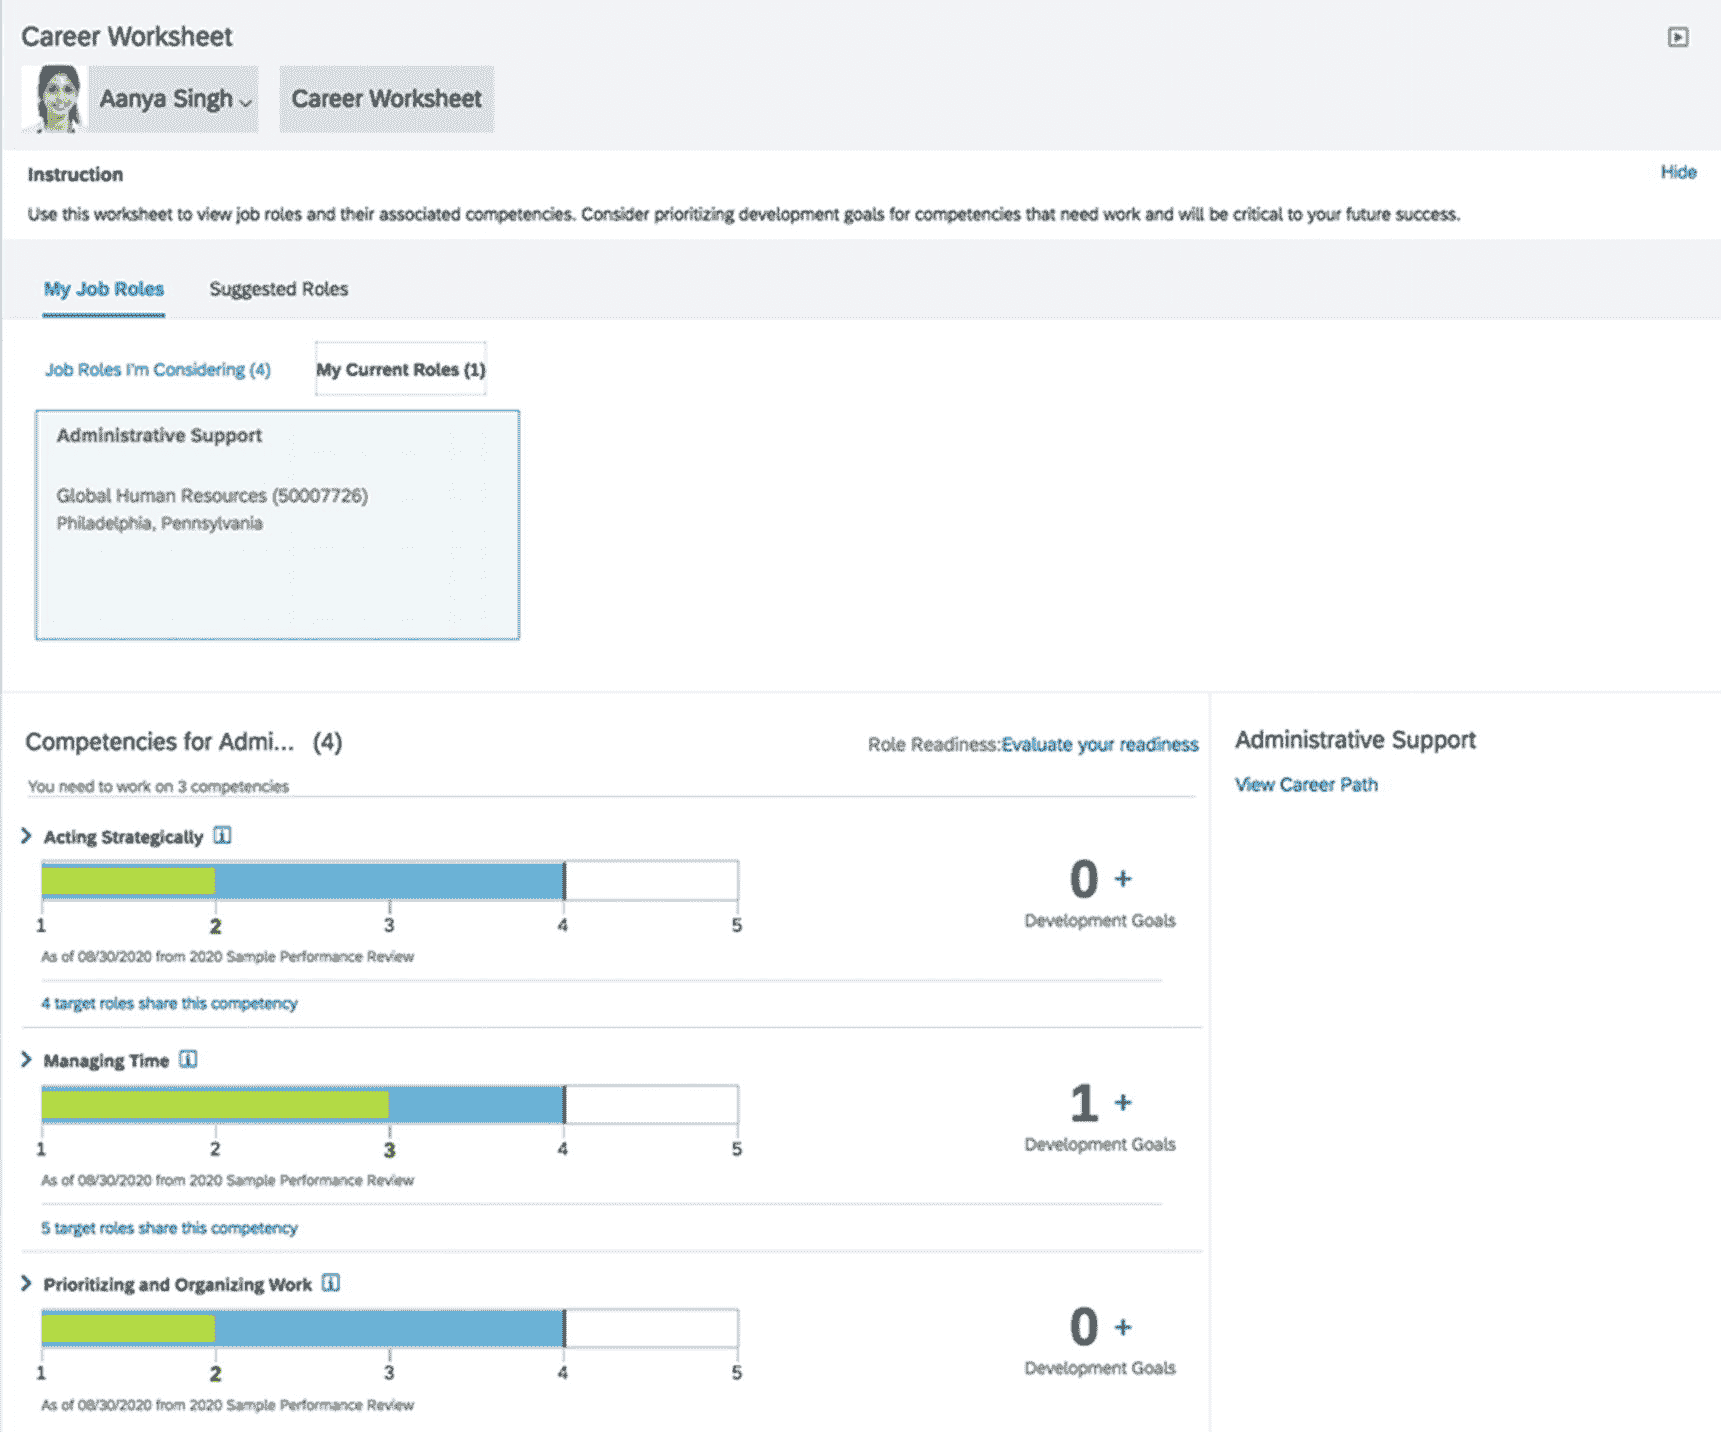 Career Worksheet
Aanya Singh
Career Worksheet
Instruction
Hide
Use this worksheet to view job roles and their associated competencies. Consider prioritizing development goals for competencies that need work and will be critical to your future success.
My Job Roles
Suggested Roles
Job Roles I'm Considering (4)
My Current Roles (1)
Administrative Support
Global Human Resources (50007726)
Philadelphia, Pennsylvania
Competencies for Admi... (4)
Role Readiness:Evaluate your readiness
You need to work on 3 competencies
Administrative Support
View Career Path
Acting Strategically
0 +
Development Goals
1 2 3 4 5
As of 08/30/2020 from 2020 Sample Performance Review
4 target roles share this competency
Managing Time
1 +
Development Goals
1 2 3 4 5
As of 08/30/2020 from 2020 Sample Performance Review
5 target roles share this competency
Prioritizing and Organizing Work
0 +
Development Goals
1 2 3 4 5
As of 08/30/2020 from 2020 Sample Performance Review